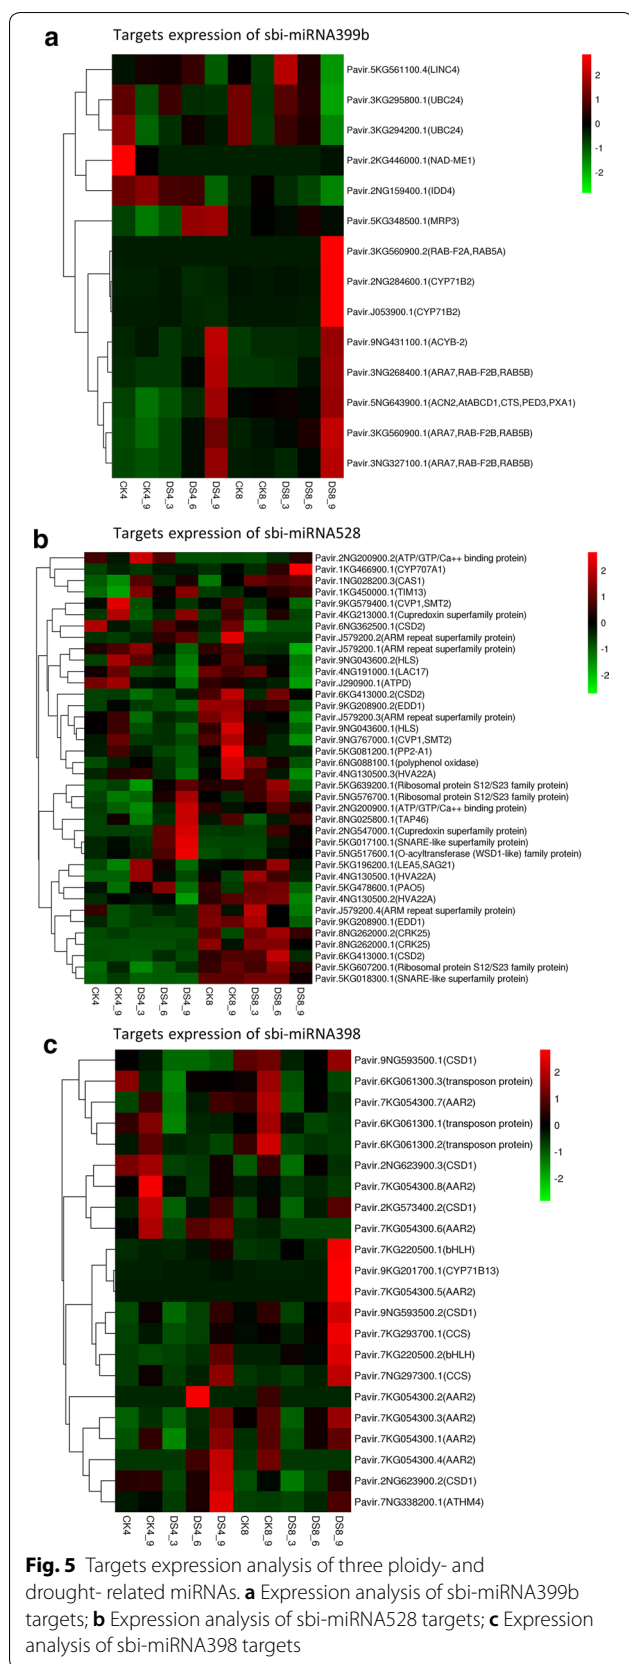 a
Targets expression of sbi-miRNA399b
Pavir.5KG561100.4(LINC4)
Pavir.3KG295800.1(UBC24)
Pavir.3KG294200.1(UBC24)
Pavir.2KG446000.1(NAD-ME1)
Pavir.2NG159400.1(IDD4)
Pavir.5KG348500.1(MRP3)
Pavir.3KG560900.2(RAB-F2A,RAB5A)
Pavir.2NG284600.1(CYP71B2)
Pavir.J053900.1(CYP71B2)
Pavir.9NG431100.1(ACYB-2)
Pavir.3NG268400.1(ARA7,RAB-F2B,RAB5B)
Pavir.5NG643900.1(ACN2,AtABCD1,CTS,PED3,PXA1)
Pavir.3KG560900.1(ARA7,RAB-F2B,RAB5B)
Pavir.3NG327100.1(ARA7,RAB-F2B,RAB5B)
2
1
0
-1
-2
CK4
CK4_9
DS4_3
DS4_6
DS4_9
CK8
CK8_9
DS8_3
DS8_6
DS8_9
b
Targets expression of sbi-miRNA528
Pavir.2NG200900.2(ATP/GTP/Ca++ binding protein)
Pavir.1KG466900.1(CYP707A1)
Pavir.1NG028200.3(CAS1)
Pavir.1KG450000.1(TIM13)
Pavir.9KG579400.1(CVP1,SMT2)
Pavir.4KG213000.1(Cupredoxin superfamily protein)
Pavir.6NG362500.1(CSD2)
Pavir.J579200.2(ARM repeat superfamily protein)
Pavir.J579200.1(ARM repeat superfamily protein)
Pavir.9NG043600.2(HLS)
Pavir.4NG191000.1(LAC17)
Pavir.J290900.1(ATPD)
Pavir.6KG413000.2(CSD2)
Pavir.9KG208900.2(EDD1)
Pavir.J579200.3(ARM repeat superfamily protein)
Pavir.9NG043600.1(HLS)
Pavir.9NG767000.1(CVP1,SMT2)
Pavir.5KG081200.1(PP2-A1)
Pavir.6NG088100.1(polyphenol oxidase)
Pavir.4NG130500.3(HVA22A)
Pavir.5KG639200.1(Ribosomal protein S12/S23 family protein)
Pavir.5NG576700.1(Ribosomal protein S12/S23 family protein)
Pavir.2NG200900.1(ATP/GTP/Ca++ binding protein)
Pavir.8NG025800.1(TAP46)
Pavir.2NG547000.1(Cupredoxin superfamily protein)
Pavir.5KG017100.1(SNARE-like superfamily protein)
Pavir.5NG517600.1(O-acyltransferase (WSD1-like) family protein)
Pavir.5KG196200.1(LEA5,SAG21)
Pavir.4NG130500.1(HVA22A)
Pavir.5KG478600.1(PAO5)
Pavir.4NG130500.2(HVA22A)
Pavir.J579200.4(ARM repeat superfamily protein)
Pavir.9KG208900.1(EDD1)
Pavir.8NG262000.2(CRK25)
Pavir.8NG262000.1(CRK25)
Pavir.6KG413000.1(CSD2)
Pavir.5KG607200.1(Ribosomal protein S12/S23 family protein)
Pavir.5KG018300.1(SNARE-like superfamily protein)
2
1
0
-1
-2
CK4
CK4_9
DS4_3
DS4_6
DS4_9
CK8
CK8_9
DS8_3
DS8_6
DS8_9
c
Targets expression of sbi-miRNA398
Pavir.9NG593500.1(CSD1)
Pavir.6KG061300.3(transposon protein)
Pavir.7KG054300.7(AAR2)
Pavir.6KG061300.1(transposon protein)
Pavir.6KG061300.2(transposon protein)
Pavir.2NG623900.3(CSD1)
Pavir.7KG054300.8(AAR2)
Pavir.2KG573400.2(CSD1)
Pavir.7KG054300.6(AAR2)
Pavir.7KG220500.1(bHLH)
Pavir.9KG201700.1(CYP71B13)
Pavir.7KG054300.5(AAR2)
Pavir.9NG593500.2(CSD1)
Pavir.7KG293700.1(CCS)
Pavir.7KG220500.2(bHLH)
Pavir.7NG297300.1(CCS)
Pavir.7KG054300.2(AAR2)
Pavir.7KG054300.3(AAR2)
Pavir.7KG054300.1(AAR2)
Pavir.7KG054300.4(AAR2)
Pavir.2NG623900.2(CSD1)
Pavir.7NG338200.1(ATHM4)
2
1
0
-1
-2
CK4
CK4_9
DS4_3
DS4_6
DS4_9
CK8
CK8_9
DS8_3
DS8_6
DS8_9
Fig. 5 Targets expression analysis of three ploidy- and
drought- related miRNAs. a Expression analysis of sbi-miRNA399b
targets; b Expression analysis of sbi-miRNA528 targets; c Expression
analysis of sbi-miRNA398 targets